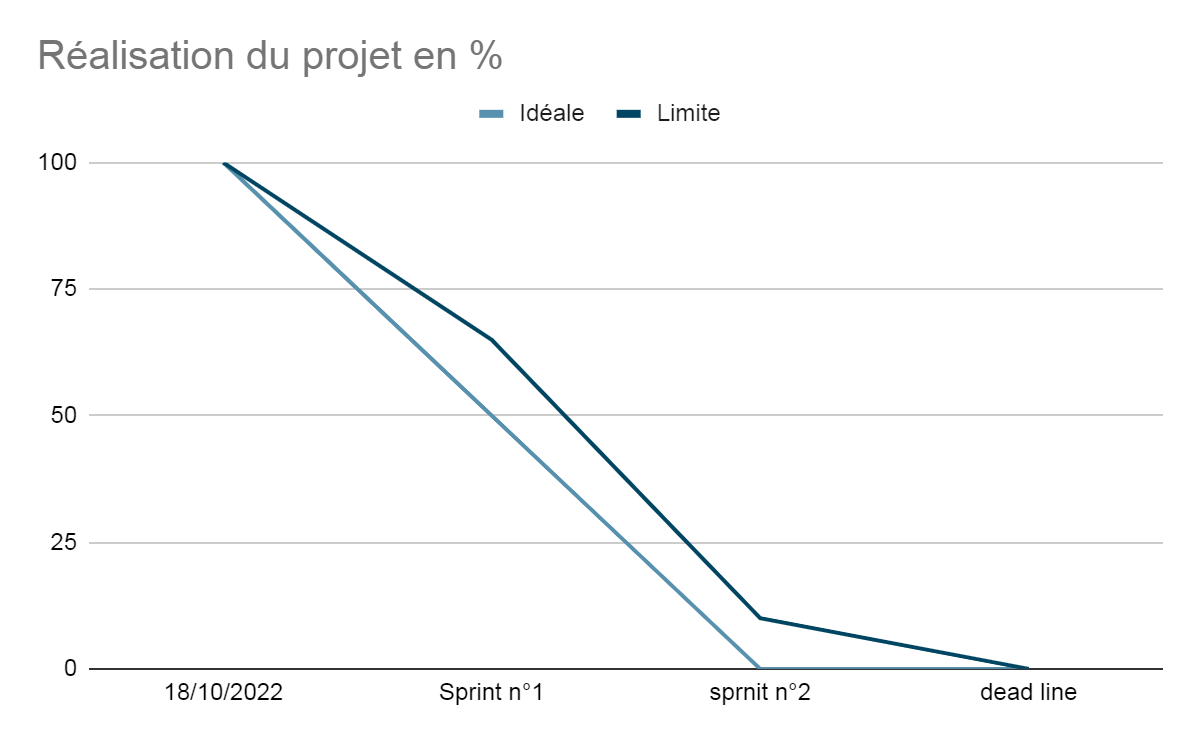 Réalisation du projet en %
Idéale Limite
100
75
50
25
0
18/10/2022 Sprint n°1 sprnit n°2 dead line